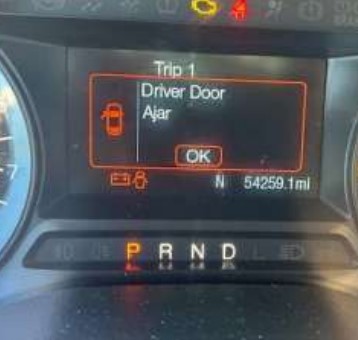 Trip 1
Driver Door
Ajar
OK
N 54259.1mi
P R N D